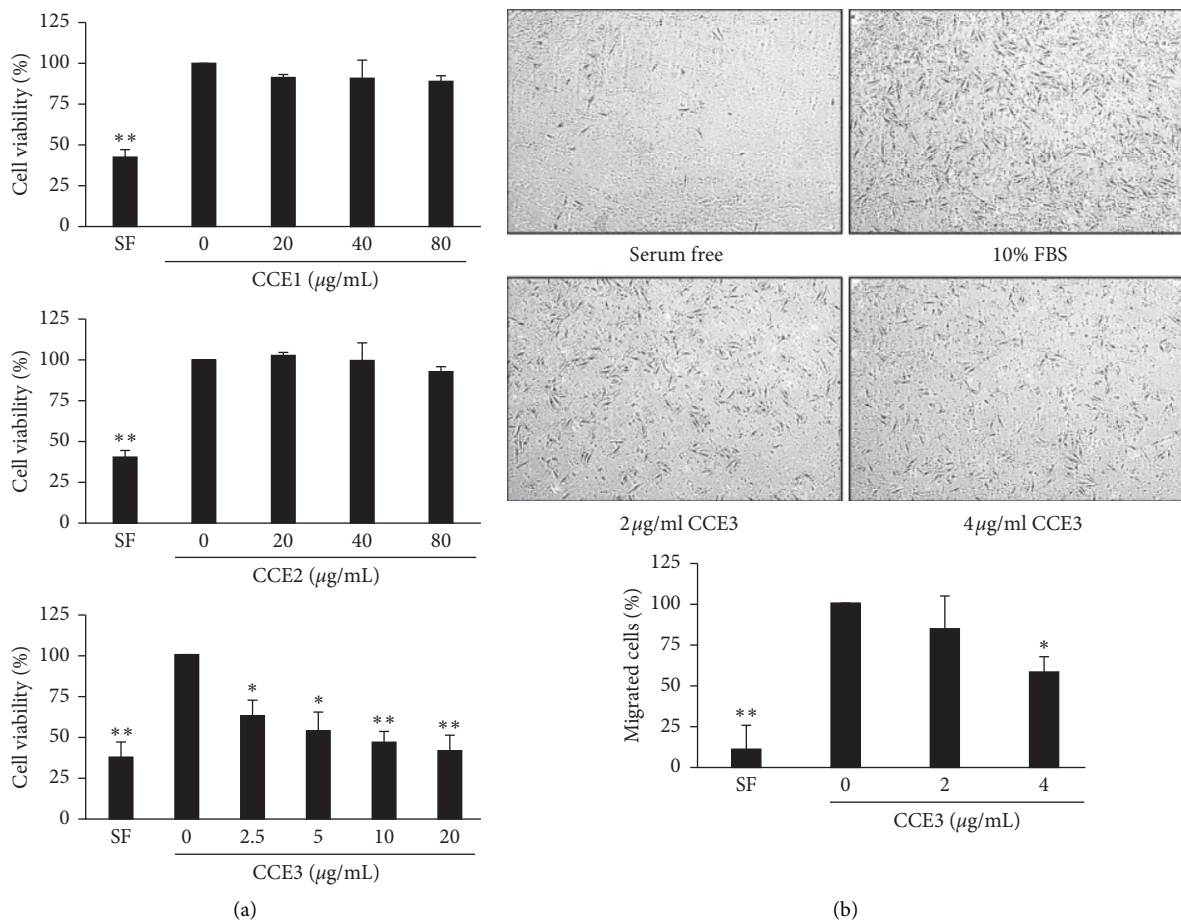 125
100
75
50
25
0
Cell viability (%)
**
SF 0 20 40 80
CCE1 (μg/mL)
125
100
75
50
25
0
Cell viability (%)
**
SF 0 20 40 80
CCE2 (μg/mL)
125
100
75
50
25
0
Cell viability (%)
** * * ** **
SF 0 2.5 5 10 20
CCE3 (μg/mL)
(a)
Serum free 10% FBS
2 μg/ml CCE3 4 μg/ml CCE3
125
100
75
50
25
0
Migrated cells (%)
** *
SF 0 2 4
CCE3 (μg/mL)
(b)